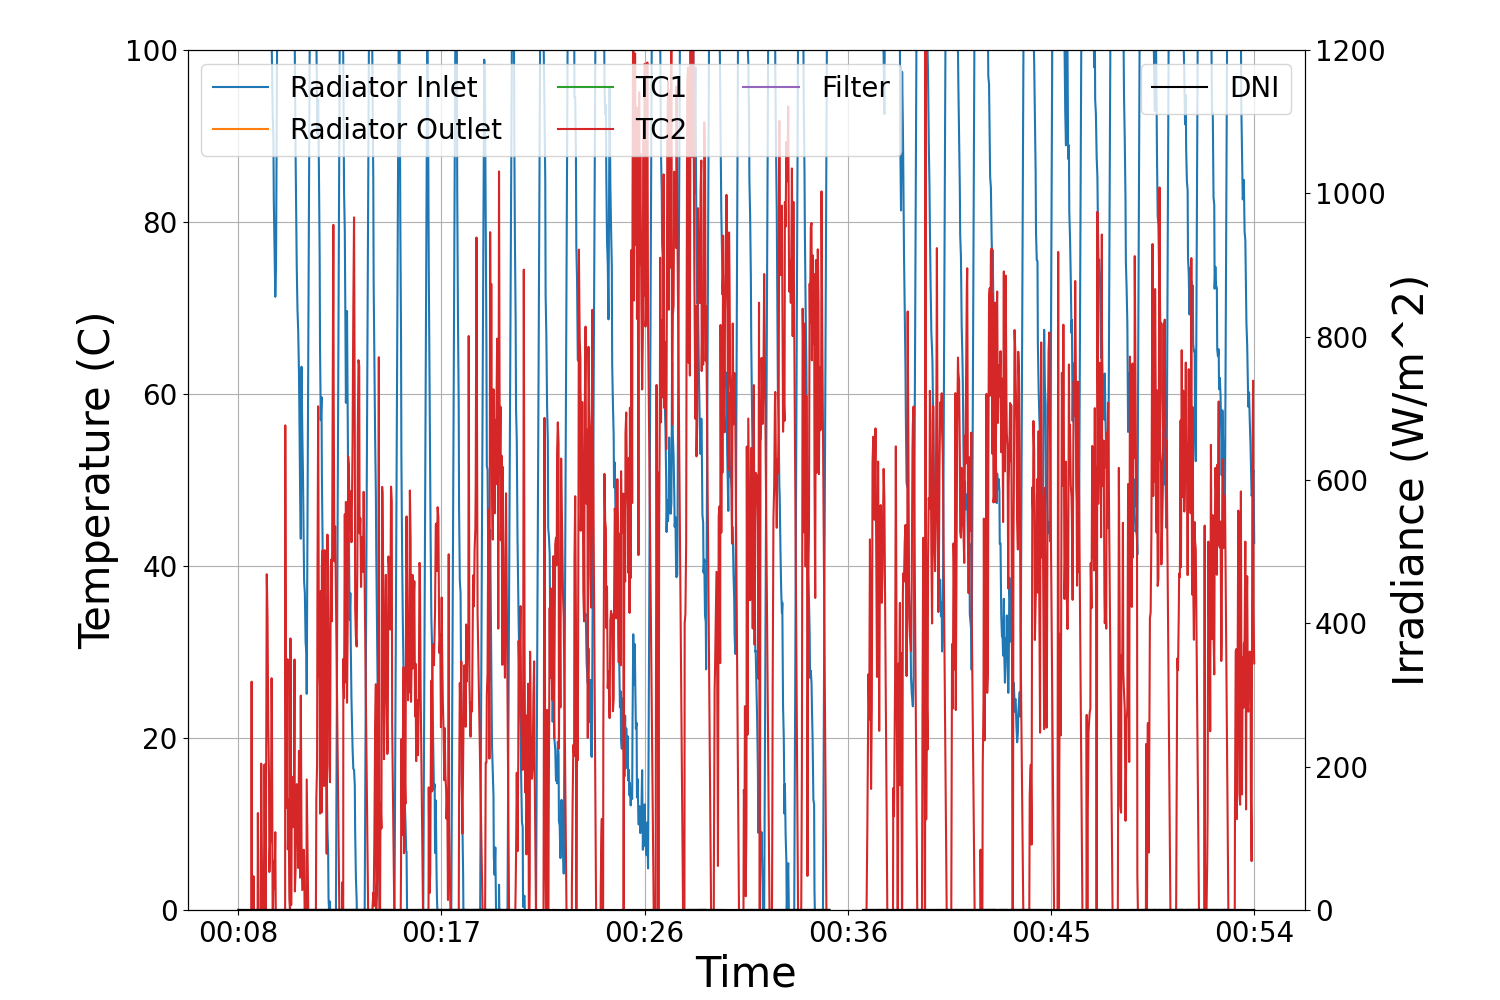 100
80
60
40
20
0
Temperature (C)
Radiator Inlet
Radiator Outlet
TC1
TC2
Filter
DNI
1200
1000
800
600
400
200
0
Irradiance (W/m^2)
00:08 00:17 00:26 00:36 00:45 00:54
Time